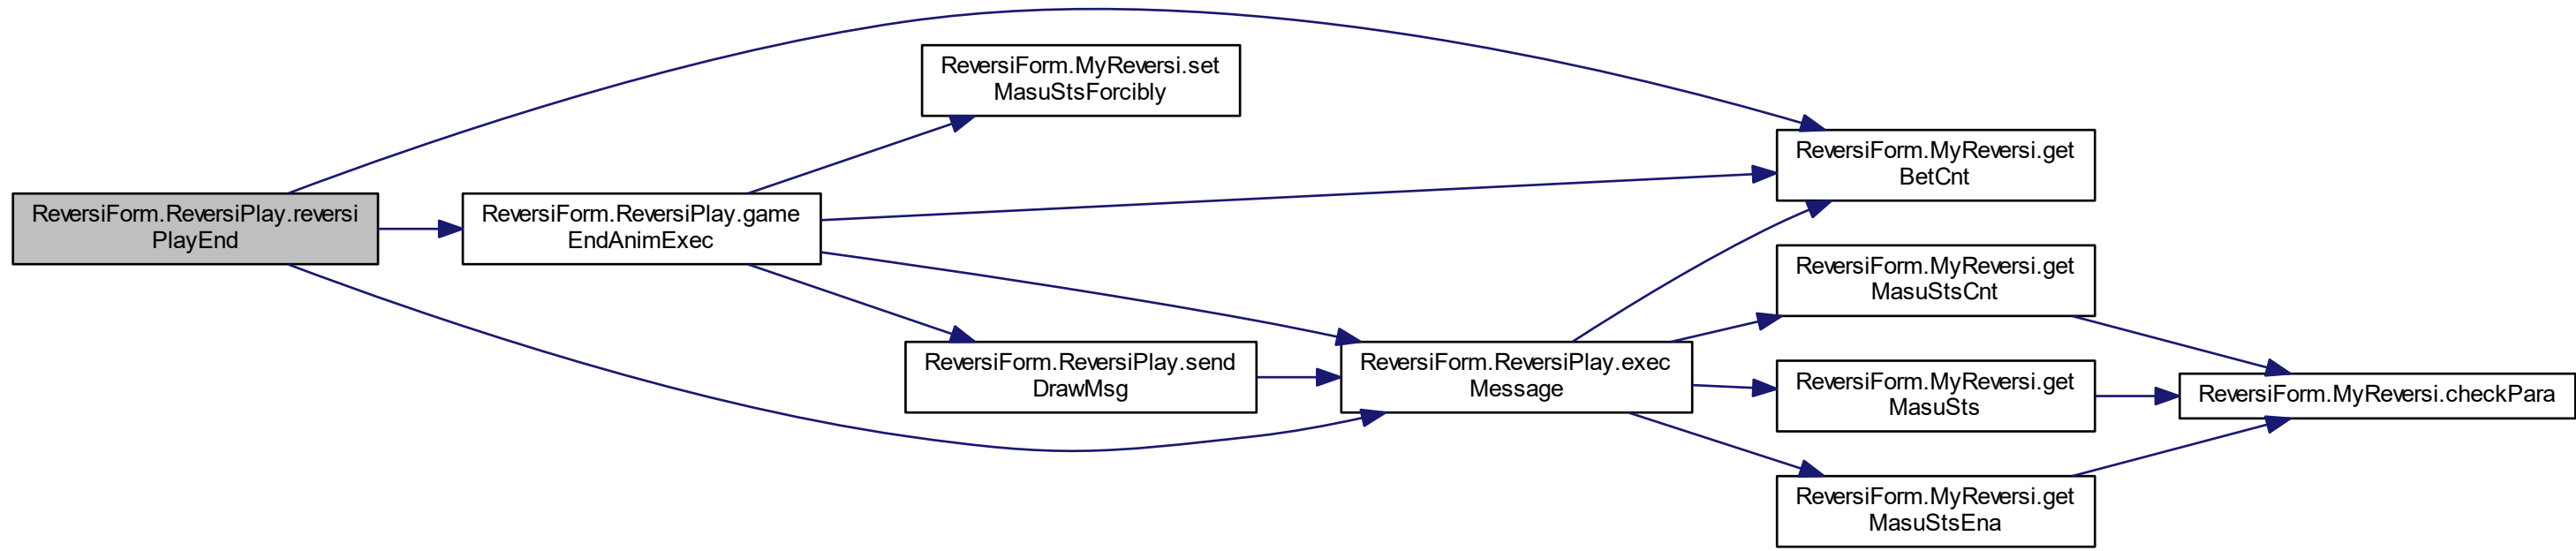 ReversiForm.ReversiPlay.reversi
PlayEnd
ReversiForm.ReversiPlay.game
EndAnimExec
ReversiForm.MyReversi.set
MasuStsForcibly
ReversiForm.ReversiPlay.send
DrawMsg
ReversiForm.ReversiPlay.exec
Message
ReversiForm.MyReversi.get
BetCnt
ReversiForm.MyReversi.get
MasuStsCnt
ReversiForm.MyReversi.get
MasuSts
ReversiForm.MyReversi.get
MasuStsEna
ReversiForm.MyReversi.checkPara